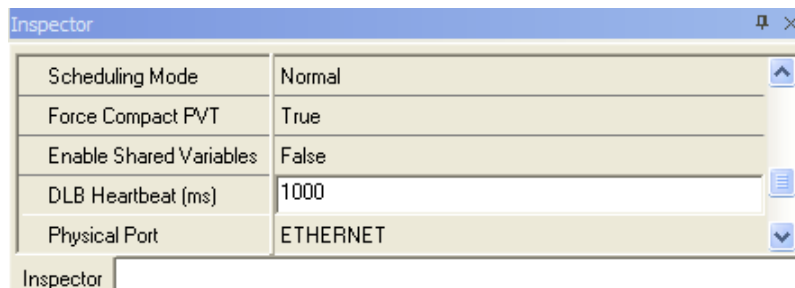 Inspector
Scheduling Mode Normal
Force Compact PVT True
Enable Shared Variables False
DLB Heartbeat (ms) 1000
Physical Port ETHERNET
Inspector